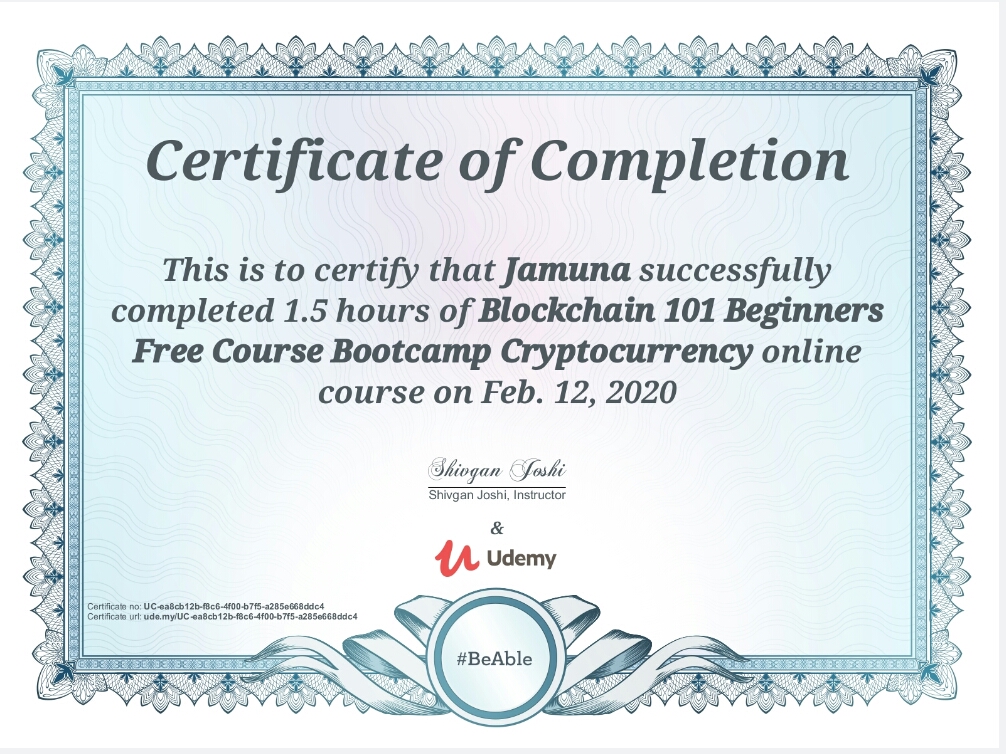 Certificate of Completion
This is to certify that Jamuna successfully
completed 1.5 hours of Blockchain 101 Beginners
Free Course Bootcamp Cryptocurrency online
course on Feb. 12, 2020
Shivgan Joshi
Shivgan Joshi, Instructor
&
Udemy
Certificate no: UC-ea8cb12b-f8c6-4f00-b7f5-a285e668ddc4
Certificate url: ude.my/UC-ea8cb12b-f8c6-4f00-b7f5-a285e668ddc4
#BeAble